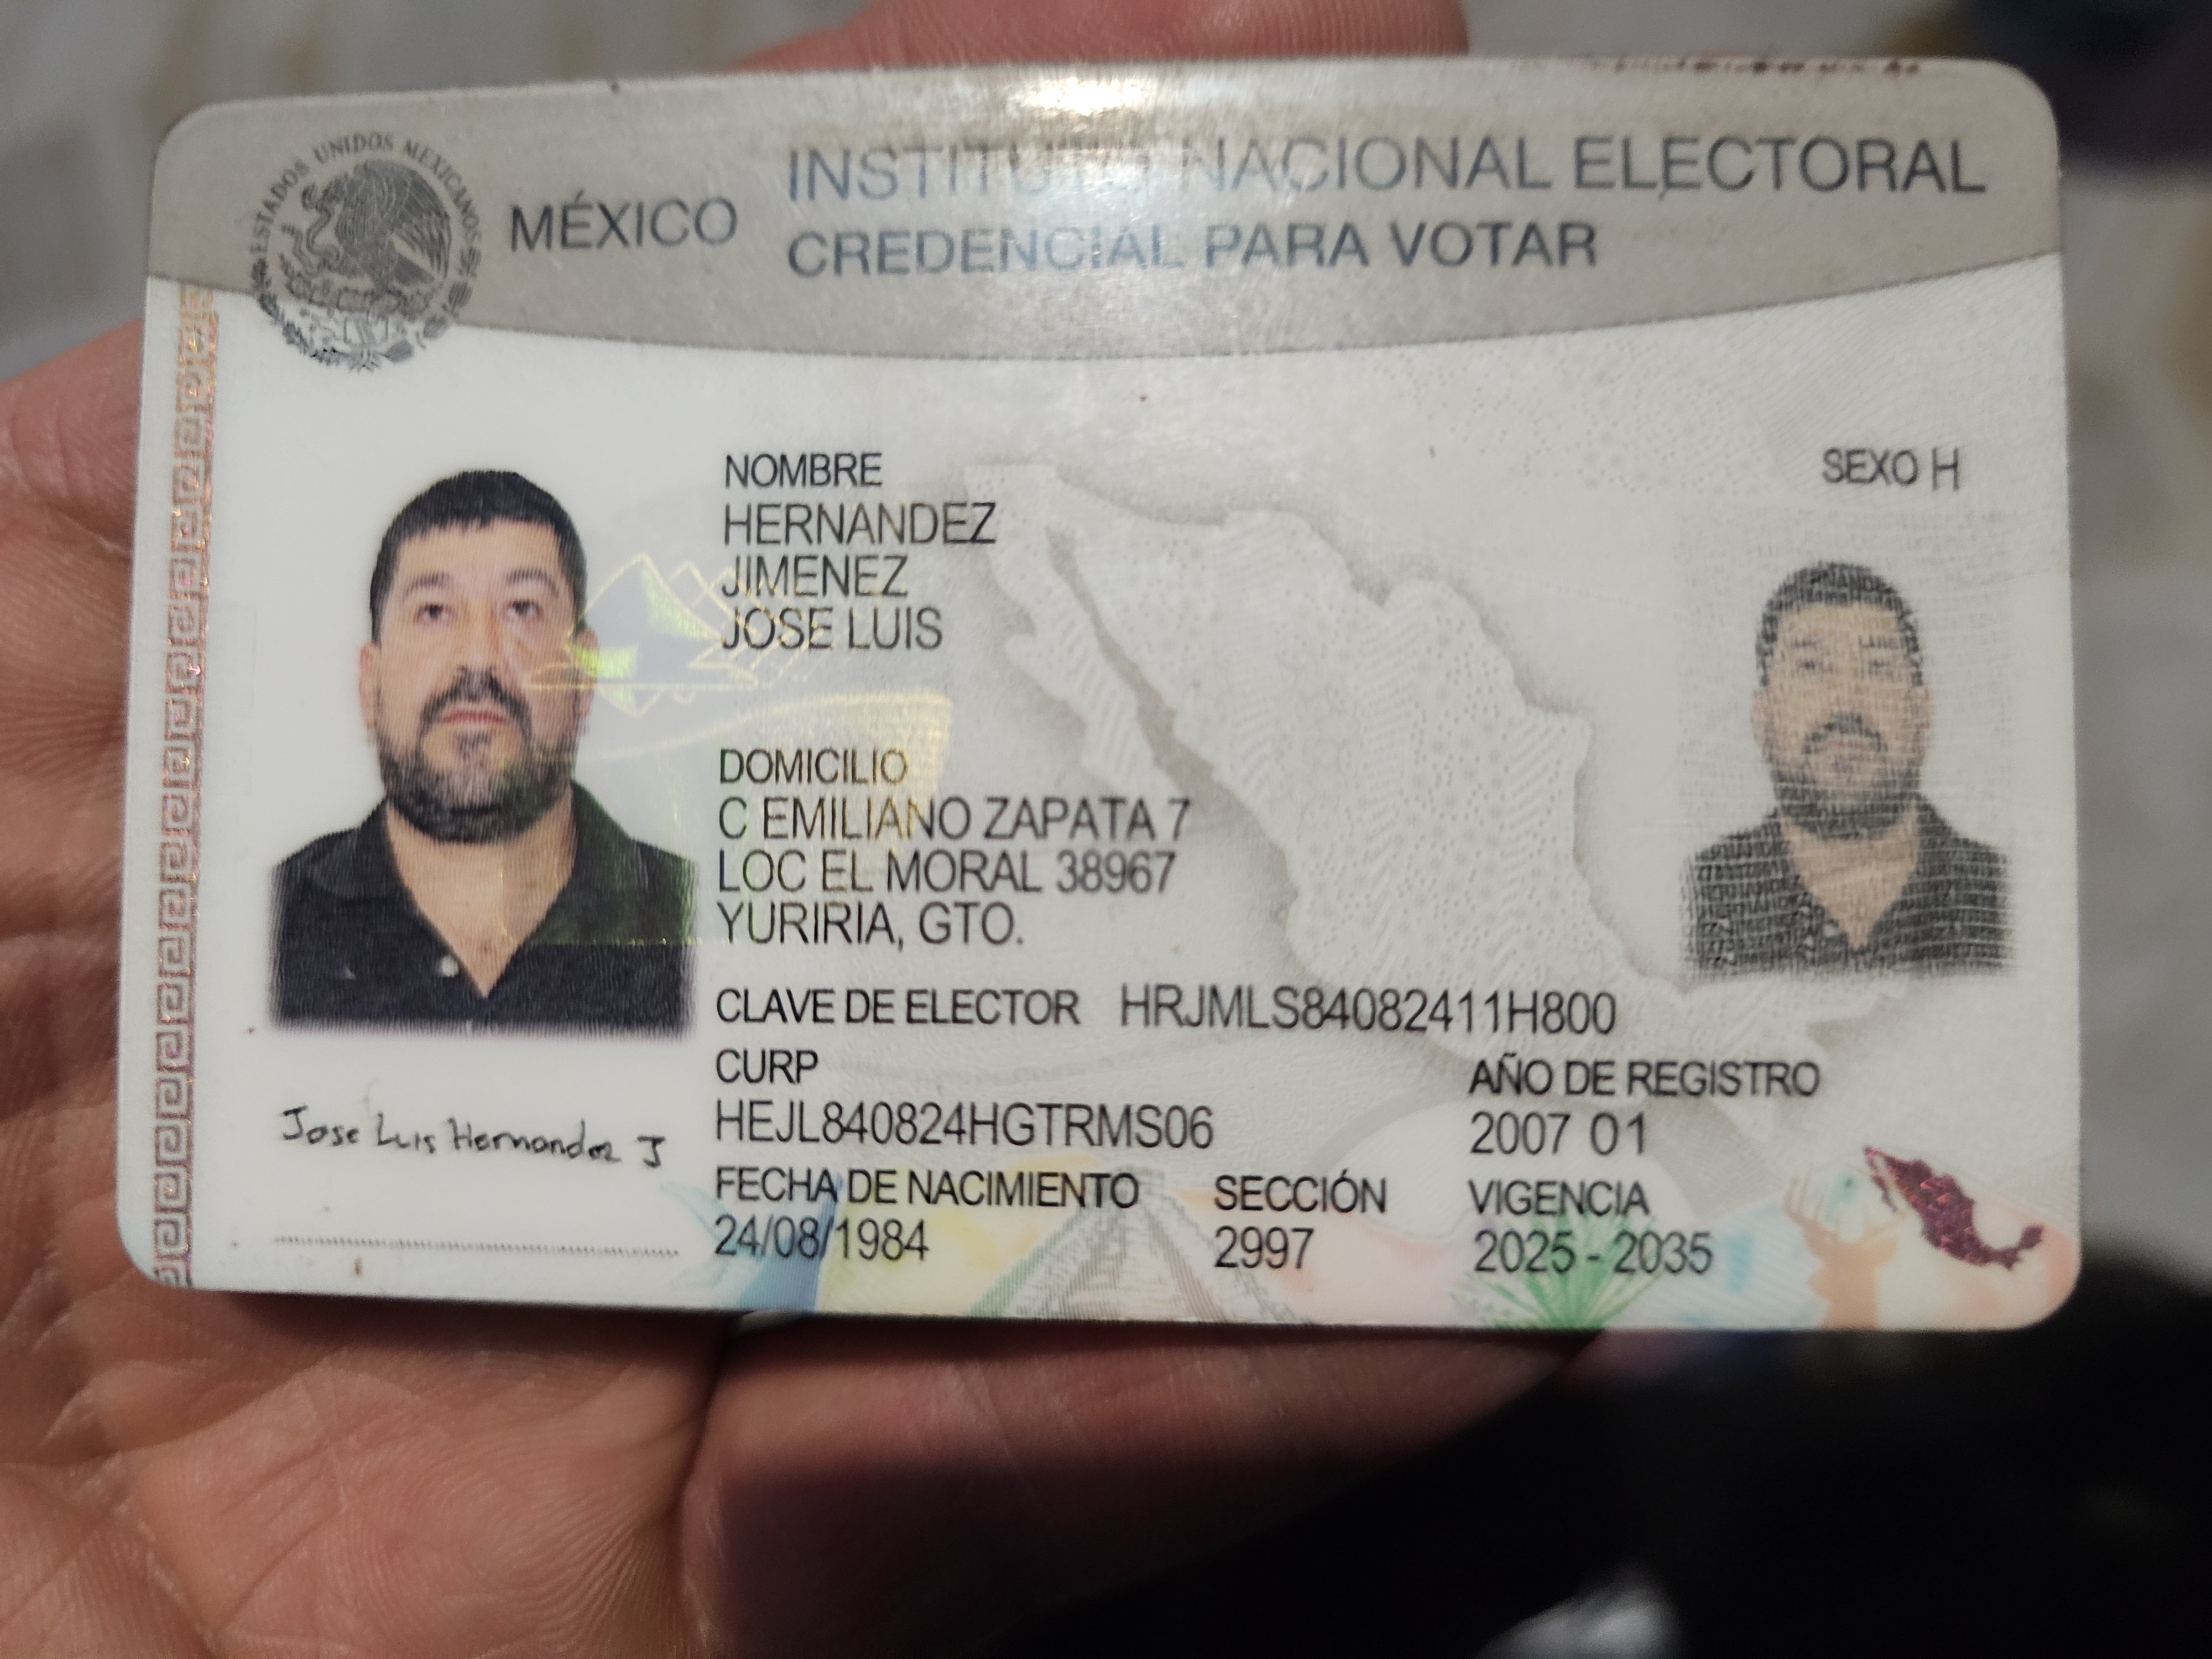 ESTADOS UNIDOS MEXICANOS
MÉXICO
INSTITUTO NACIONAL ELECTORAL
CREDENCIAL PARA VOTAR
NOMBRE
SEXO H
HERNANDEZ
JIMENEZ
JOSE LUIS
DOMICILIO
C EMILIANO ZAPATA 7
LOC EL MORAL 38967
YURIRIA, GTO.
CLAVE DE ELECTOR HRJMLS84082411H800
CURP
HEJL840824HGTRMS06
AÑO DE REGISTRO
2007 01
FECHA DE NACIMIENTO
24/08/1984
SECCIÓN
2997
VIGENCIA
2025 - 2035
Jose Luis Hernandez J